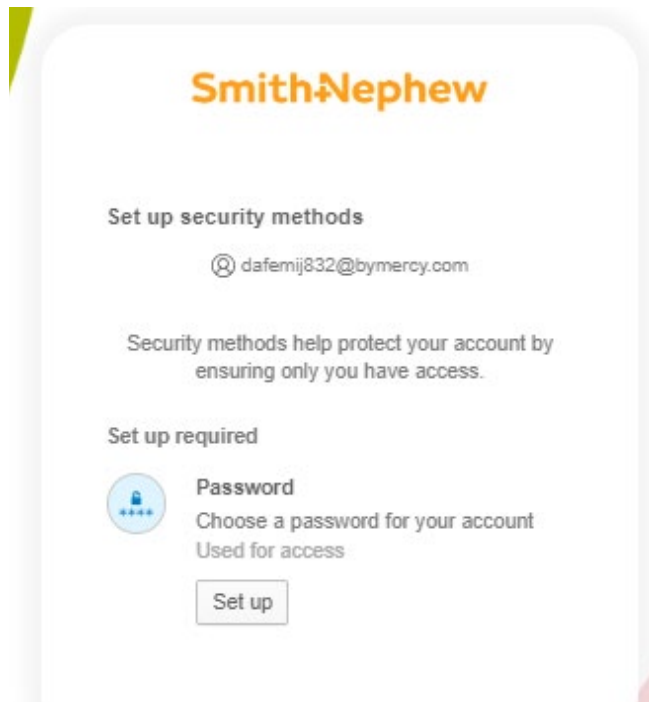 Smith+Nephew
Set up security methods
dafemij832@bymercy.com
Security methods help protect your account by
ensuring only you have access.
Set up required
Password
Choose a password for your account
Used for access
Set up